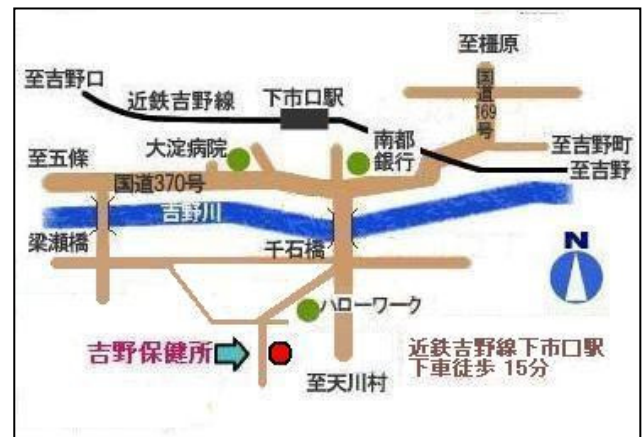 至橿原
至吉野口
近鉄吉野線
下市口駅
国道169号
南都
銀行
至吉野町
至吉野
至五條
大淀病院
国道370号
吉野川
梁瀬橋
千石橋
N
ハローワーク
吉野保健所
近鉄吉野線下市口駅
下車徒歩 15分
至天川村